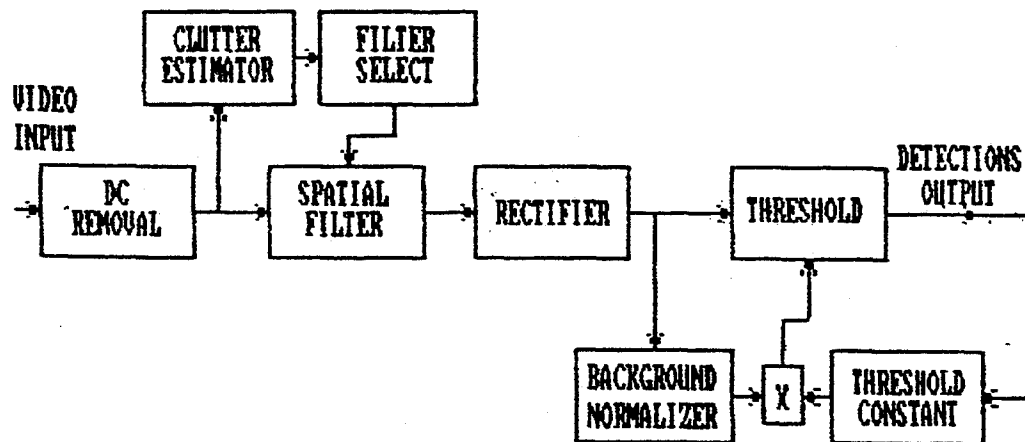 CLUTTER
ESTIMATOR
FILTER
SELECT
VIDEO
INPUT
DC
REMOVAL
SPATIAL
FILTER
RECTIFIER
THRESHOLD
DETECTIONS
OUTPUT
BACKGROUND
NORMALIZER
X
THRESHOLD
CONSTANT